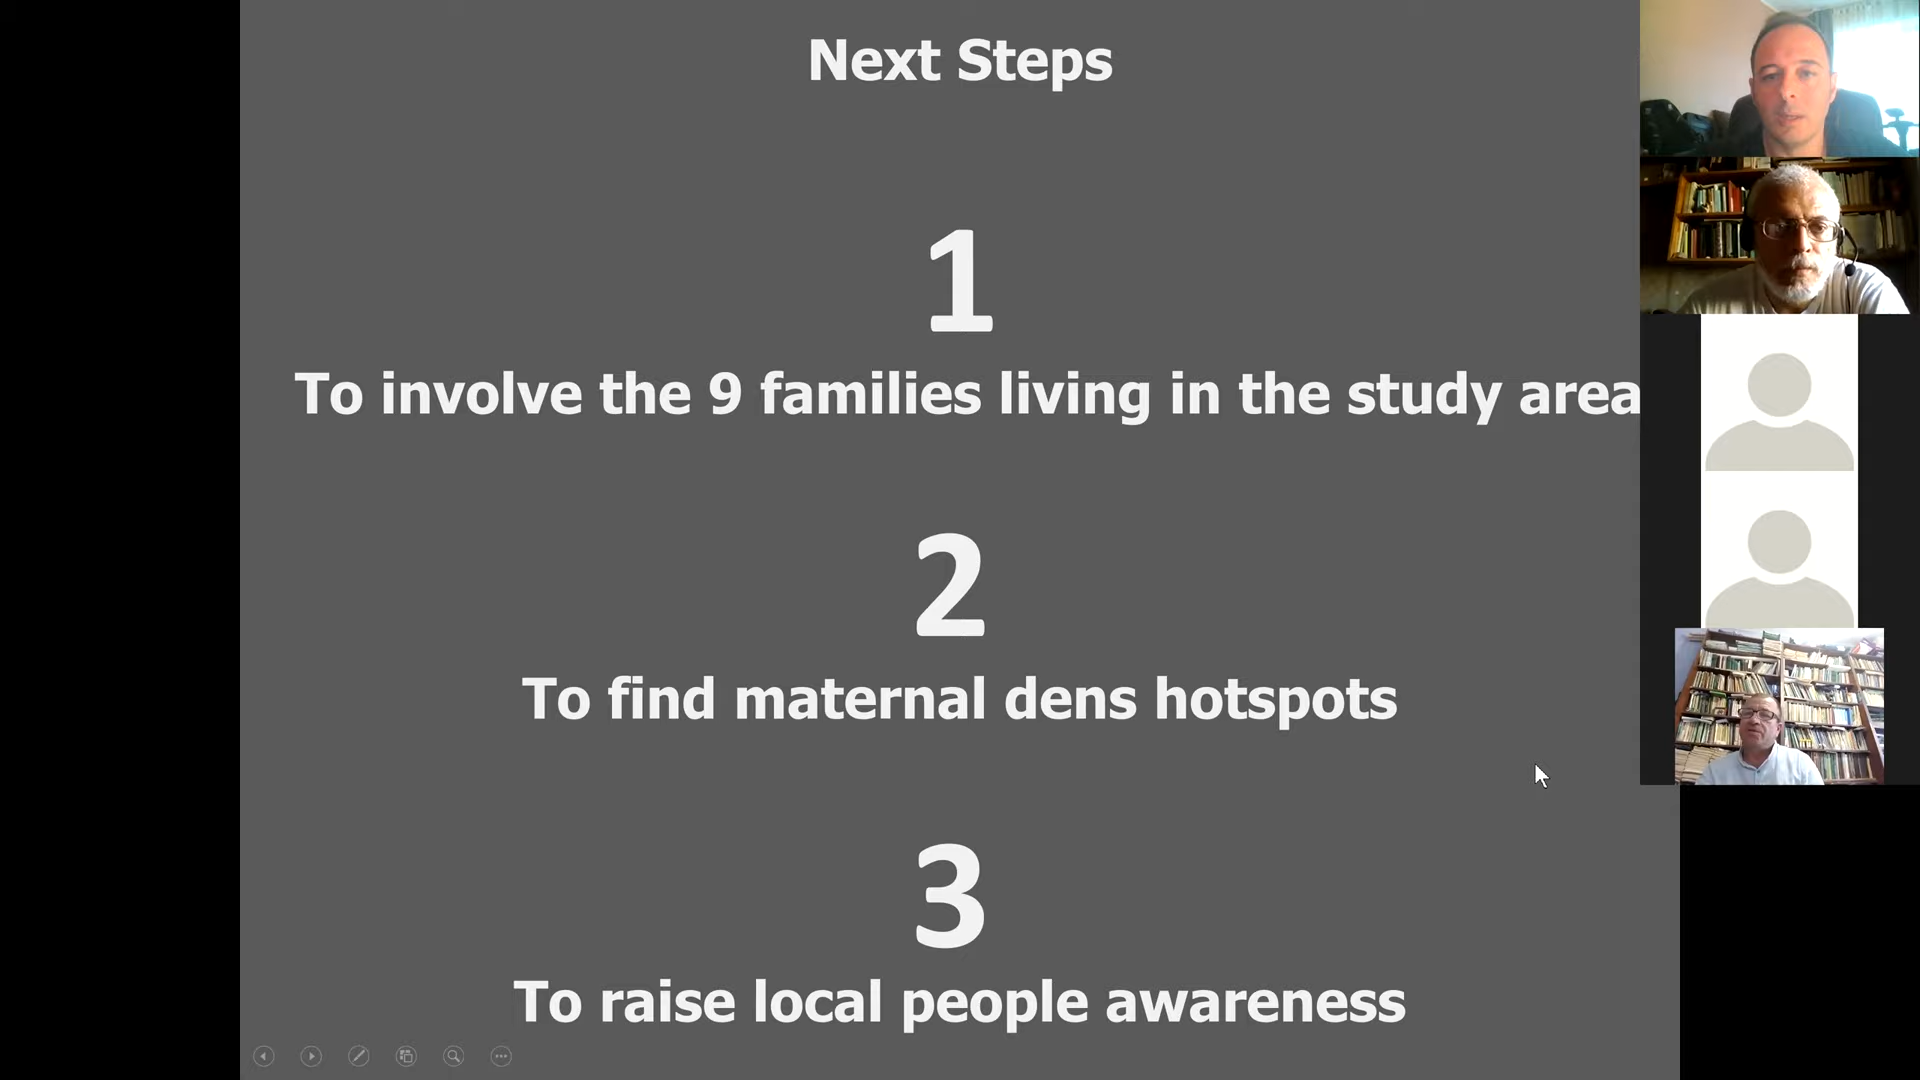 Next Steps
1
To involve the 9 families living in the study area
2
To find maternal dens hotspots
3
To raise local people awareness